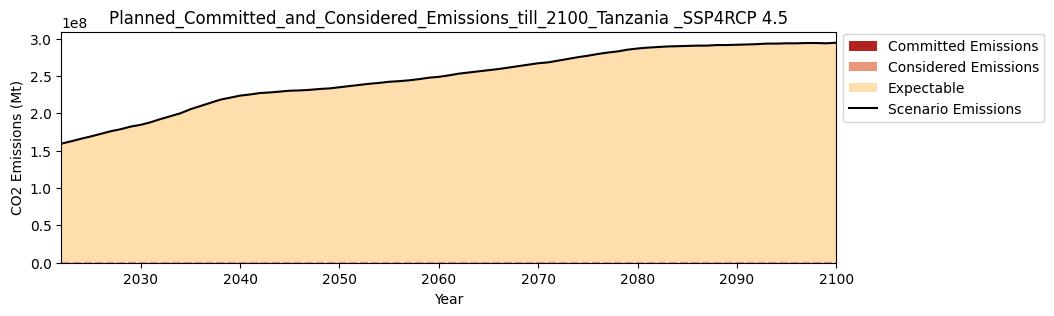 Planned_Committed_and_Considered_Emissions_till_2100_Tanzania _SSP4RCP 4.5
1e8
3.0
2.5
2.0
1.5
1.0
0.5
0.0
CO2 Emissions (Mt)
2030 2040 2050 2060 2070 2080 2090 2100
Year
Committed Emissions
Considered Emissions
Expectable
Scenario Emissions